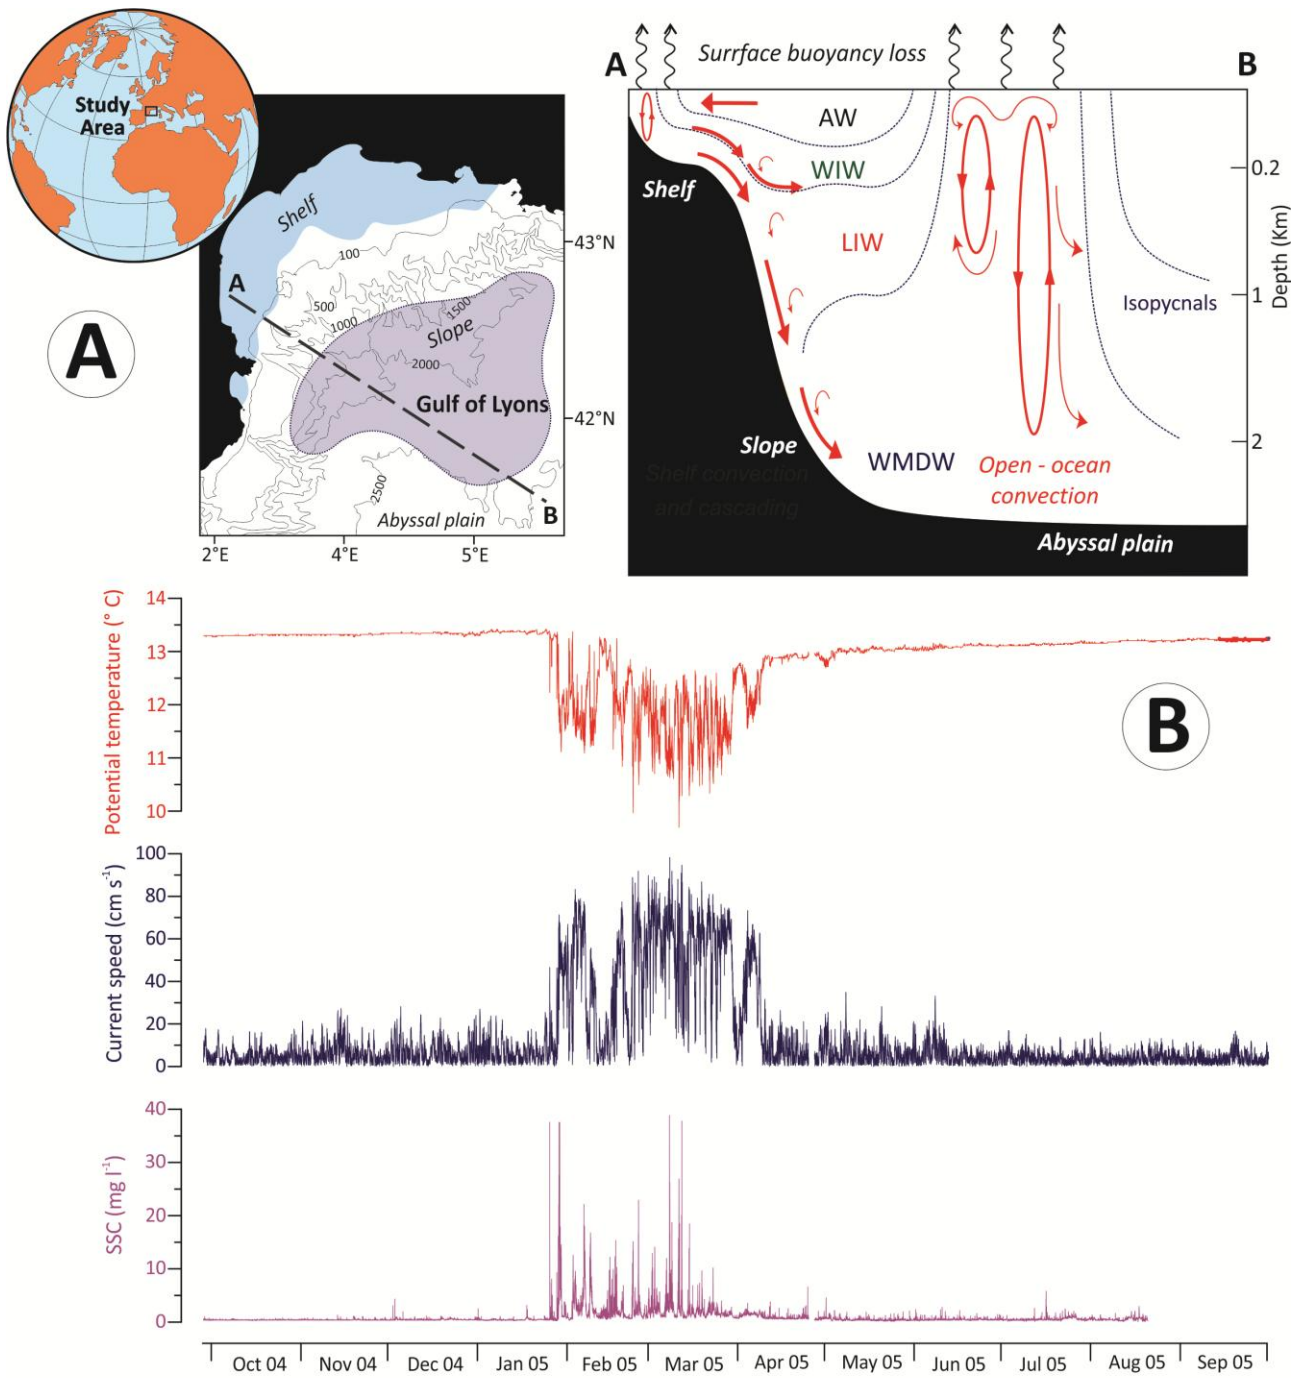 Study
Area
Shelf
100
A
500
1000
1500
Slope
2000
Gulf of Lyons
2500
B
Abyssal plain
43°N
42°N
2°E
4°E
5°E
A
A
Surrface buoyancy loss
B
AW
WIW
LIW
WMDW
Shelf
Slope
Shelf convection
and cascading
Open - ocean
convection
Isopycnals
Abyssal plain
0.2
1
2
Depth (Km)
B
Potential temperature (° C)
14
13
12
11
10
Current speed (cm s⁻¹)
100
80
60
40
20
0
SSC (mg l⁻¹)
40
30
20
10
0
Oct 04 Nov 04 Dec 04 Jan 05 Feb 05 Mar 05 Apr 05 May 05 Jun 05 Jul 05 Aug 05 Sep 05